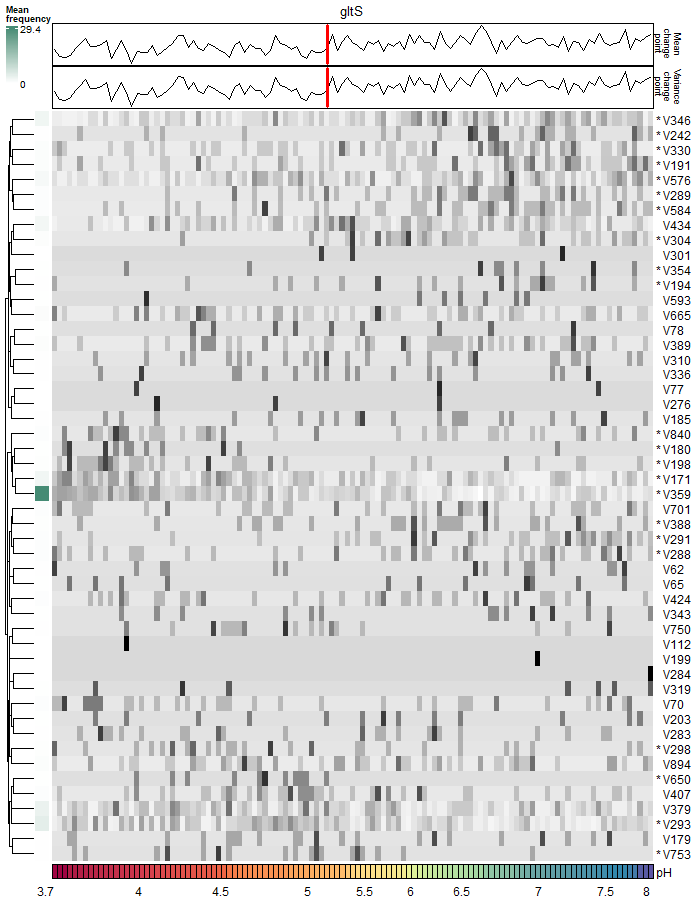 gltS
Mean
frequency
29.4
0
Mean
change
point
Variance
change
point
* V346
* V242
* V330
* V191
* V576
* V289
* V584
V434
* V304
V301
* V354
* V194
V593
V665
V78
V389
V310
V336
V77
V276
V185
* V840
* V180
* V198
* V171
* V359
V701
* V388
* V291
* V288
V62
V65
V424
V343
V750
V112
V199
V284
V319
V70
V203
V283
* V298
V894
* V650
V407
V379
* V293
V179
* V753
pH
3.7 4 4.5 5 5.5 6 6.5 7 7.5 8